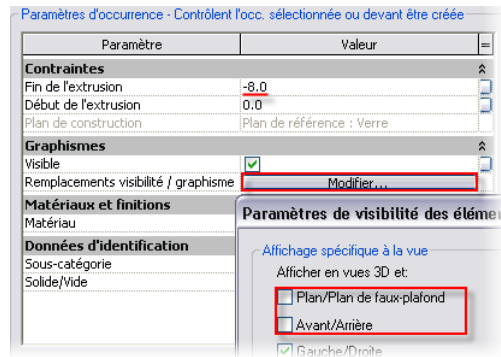 Paramètres d'occurrence - Contrôlent l'occ. sélectionnée ou devant être créée
Paramètre Valeur =
Contraintes
Fin de l'extrusion -8.0
Début de l'extrusion 0.0
Plan de construction Plan de référence : Verre
Graphismes
Visible
Remplacements visibilité / graphisme Modifier...
Matériaux et finitions
Matériau
Données d'identification
Sous-catégorie
Solide/Vide
Paramètres de visibilité des éléme
Affichage spécifique à la vue
Afficher en vues 3D et:
Plan/Plan de faux-plafond
Avant/Arrière
Gauche/Droite